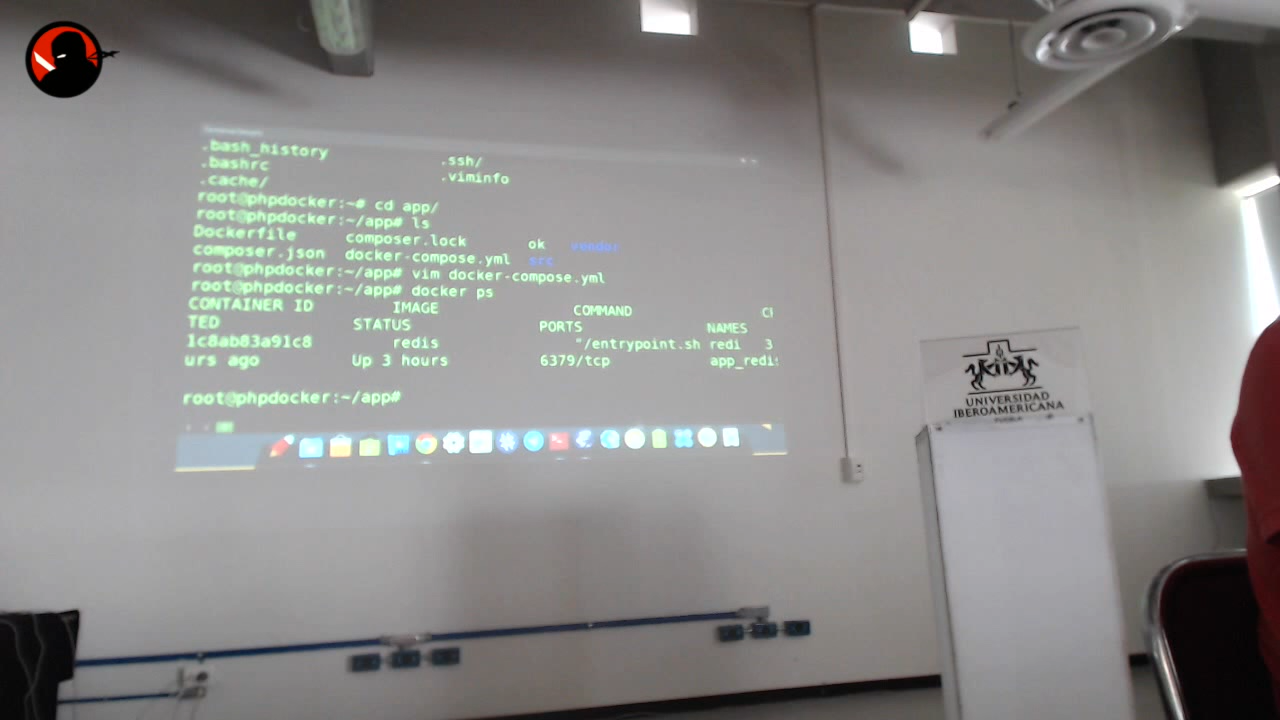 .bash_history .ssh/
.bashrc .viminfo
.cache/
root@phpdocker:~# cd app/
root@phpdocker:~/app# ls
Dockerfile composer.lock ok vendor
composer.json docker-compose.yml src
root@phpdocker:~/app# vim docker-compose.yml
root@phpdocker:~/app# docker ps
CONTAINER ID IMAGE COMMAND
TED STATUS PORTS NAMES
1c8ab83a91c8 redis "/entrypoint.sh redi 3
urs ago Up 3 hours 6379/tcp app_redi
root@phpdocker:~/app#
UNIVERSIDAD
IBEROAMERICANA
PUEBLA